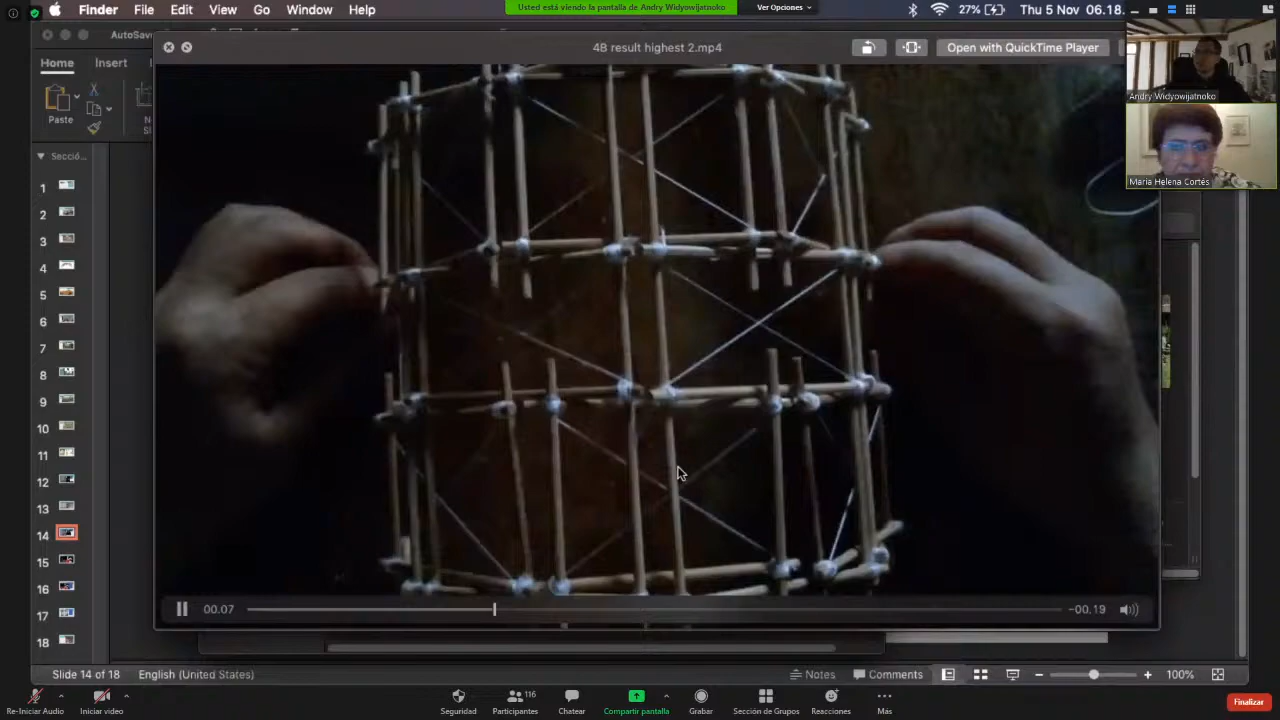 Finder File Edit View Go Window Help
Usted está viendo la pantalla de Andry Widyowijatnoko
Ver Opciones
27% Thu 5 Nov 06.18.
AutoSave
4B result highest 2.mp4
Open with QuickTime Player
Home Insert
Paste
Secció...
1
2
3
4
5
6
7
8
9
10
11
12
13
14
15
16
17
18
Andry Widyowijatnoko
Maria Helena Cortés
00.07
−00.19
Slide 14 of 18 English (United States)
Notes Comments 100%
Re-Iniciar Audio Iniciar video Seguridad Participantes 116 Chatear Compartir pantalla Grabar Sección de Grupos Reacciones Más Finalizar